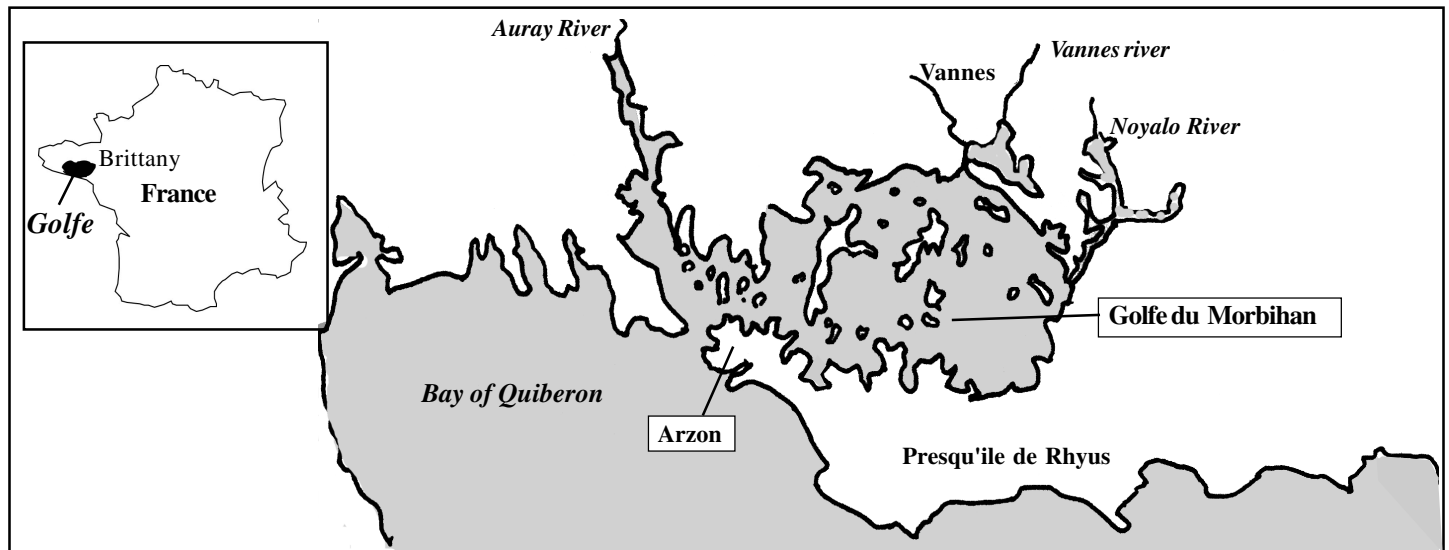 Auray River
Vannes river
Vannes
Noyalo River
Brittany
France
Golfe
Golfe du Morbihan
Bay of Quiberon
Arzon
Presqu'ile de Rhyus